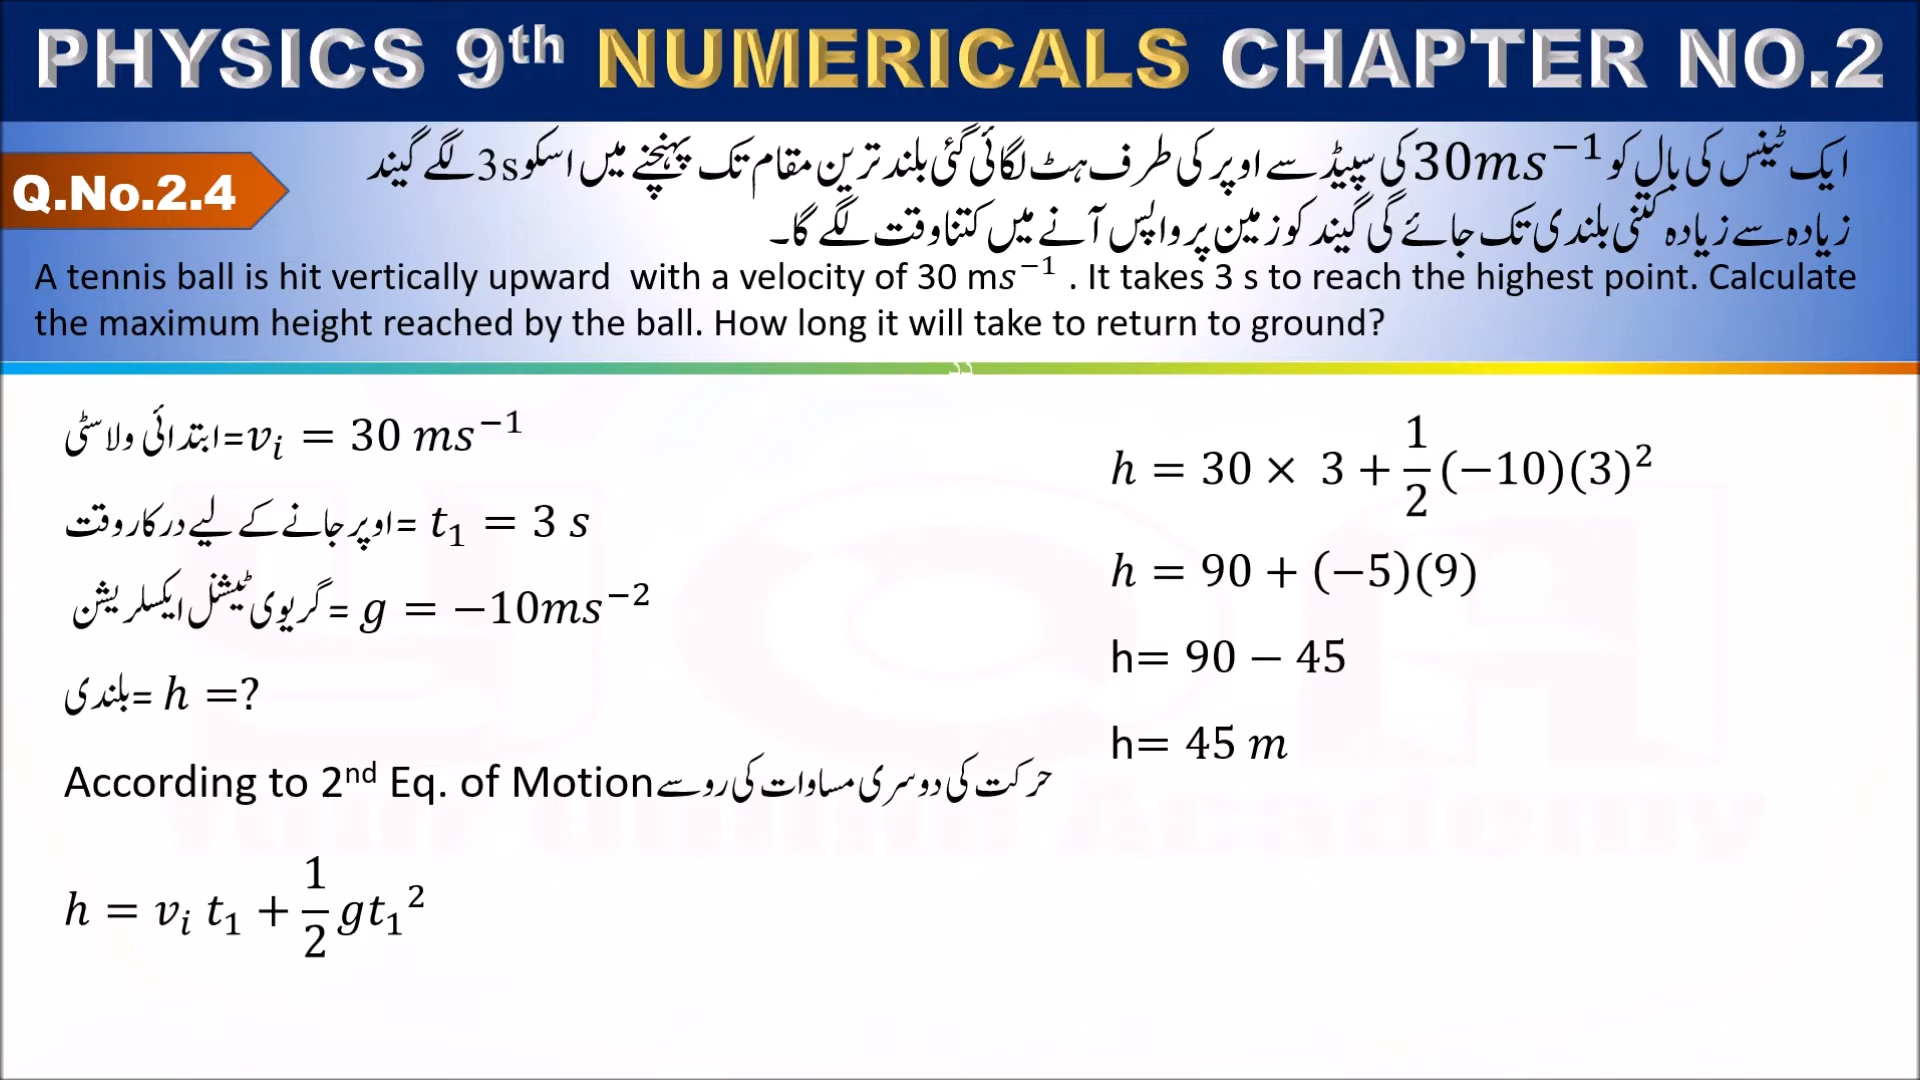 PHYSICS 9th NUMERICALS CHAPTER NO.2
Q.No.2.4
ایک ٹینس کی بال کو 30ms⁻¹ کی سپیڈ سے اوپر کی طرف ہٹ لگائی گئی بلند ترین مقام تک پہنچنے میں اسکو 3s لگے گیند
زیادہ سے زیادہ کتنی بلندی تک جائے گی گیند کو زمین پر واپس آنے میں کتنا وقت لگے گا۔
A tennis ball is hit vertically upward with a velocity of 30 ms⁻¹ . It takes 3 s to reach the highest point. Calculate
the maximum height reached by the ball. How long it will take to return to ground?
ابتدائی ولاسٹی=vᵢ = 30 ms⁻¹
اوپر جانے کے لیے درکار وقت= t₁ = 3 s
گریوی ٹیشنل ایکسلریشن= g = −10ms⁻²
بلندی= h =?
According to 2nd Eq. of Motion حرکت کی دوسری مساوات کی رو سے
h = vᵢ t₁ + 1/2 gt₁²
h = 30 × 3 + 1/2 (−10)(3)²
h = 90 + (−5)(9)
h= 90 − 45
h= 45 m
Your Online Academy